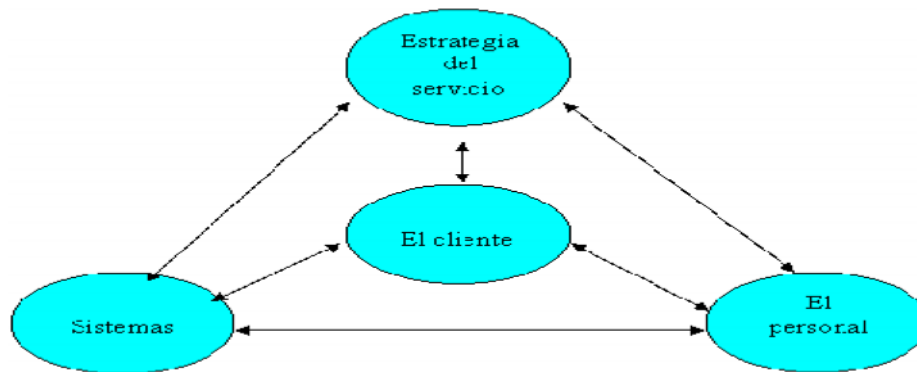 Estrategia
del
servicio
El cliente
Sistemas
El
personal